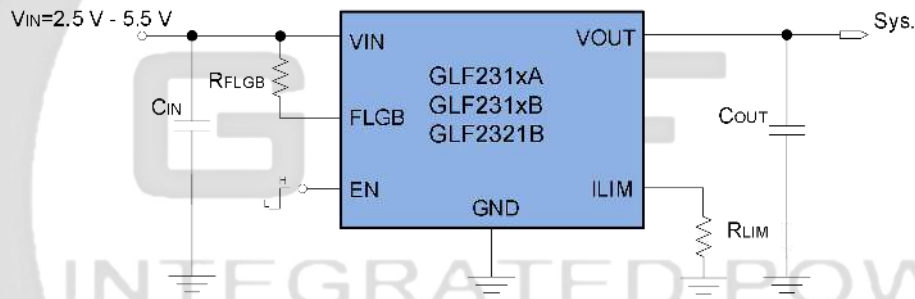 VIN=2.5 V - 5.5 V
Sys.
VIN
VOUT
RFLGB
GLF231xA
GLF231xB
GLF2321B
CIN
FLGB
COUT
H
L
EN
ILIM
GND
RLIM
G F
INTEGRATED POW